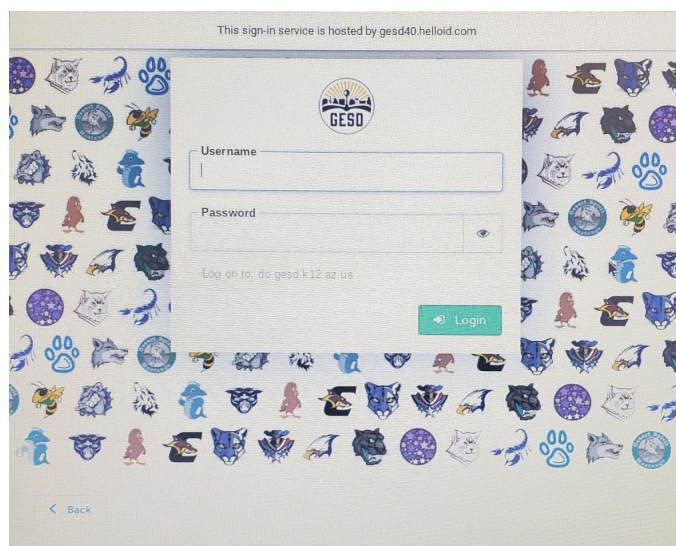 This sign-in service is hosted by gesd40.helloid.com
GESD
Username
Password
Log on to: do.gesd.k12.az.us
Login
Back